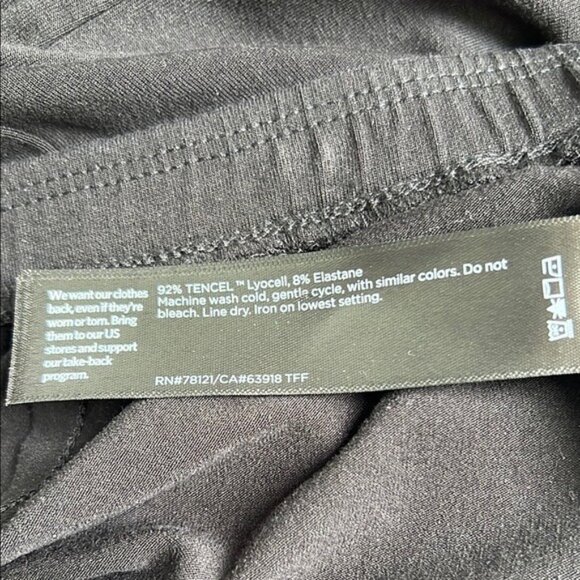 We want our clothes
back, even if they're
worn or torn. Bring
them to our US
stores and support
our take-back
program.
92% TENCEL™ Lyocell, 8% Elastane
Machine wash cold, gentle cycle, with similar colors. Do not
bleach. Line dry. Iron on lowest setting.
RN#78121/CA#63918 TFF